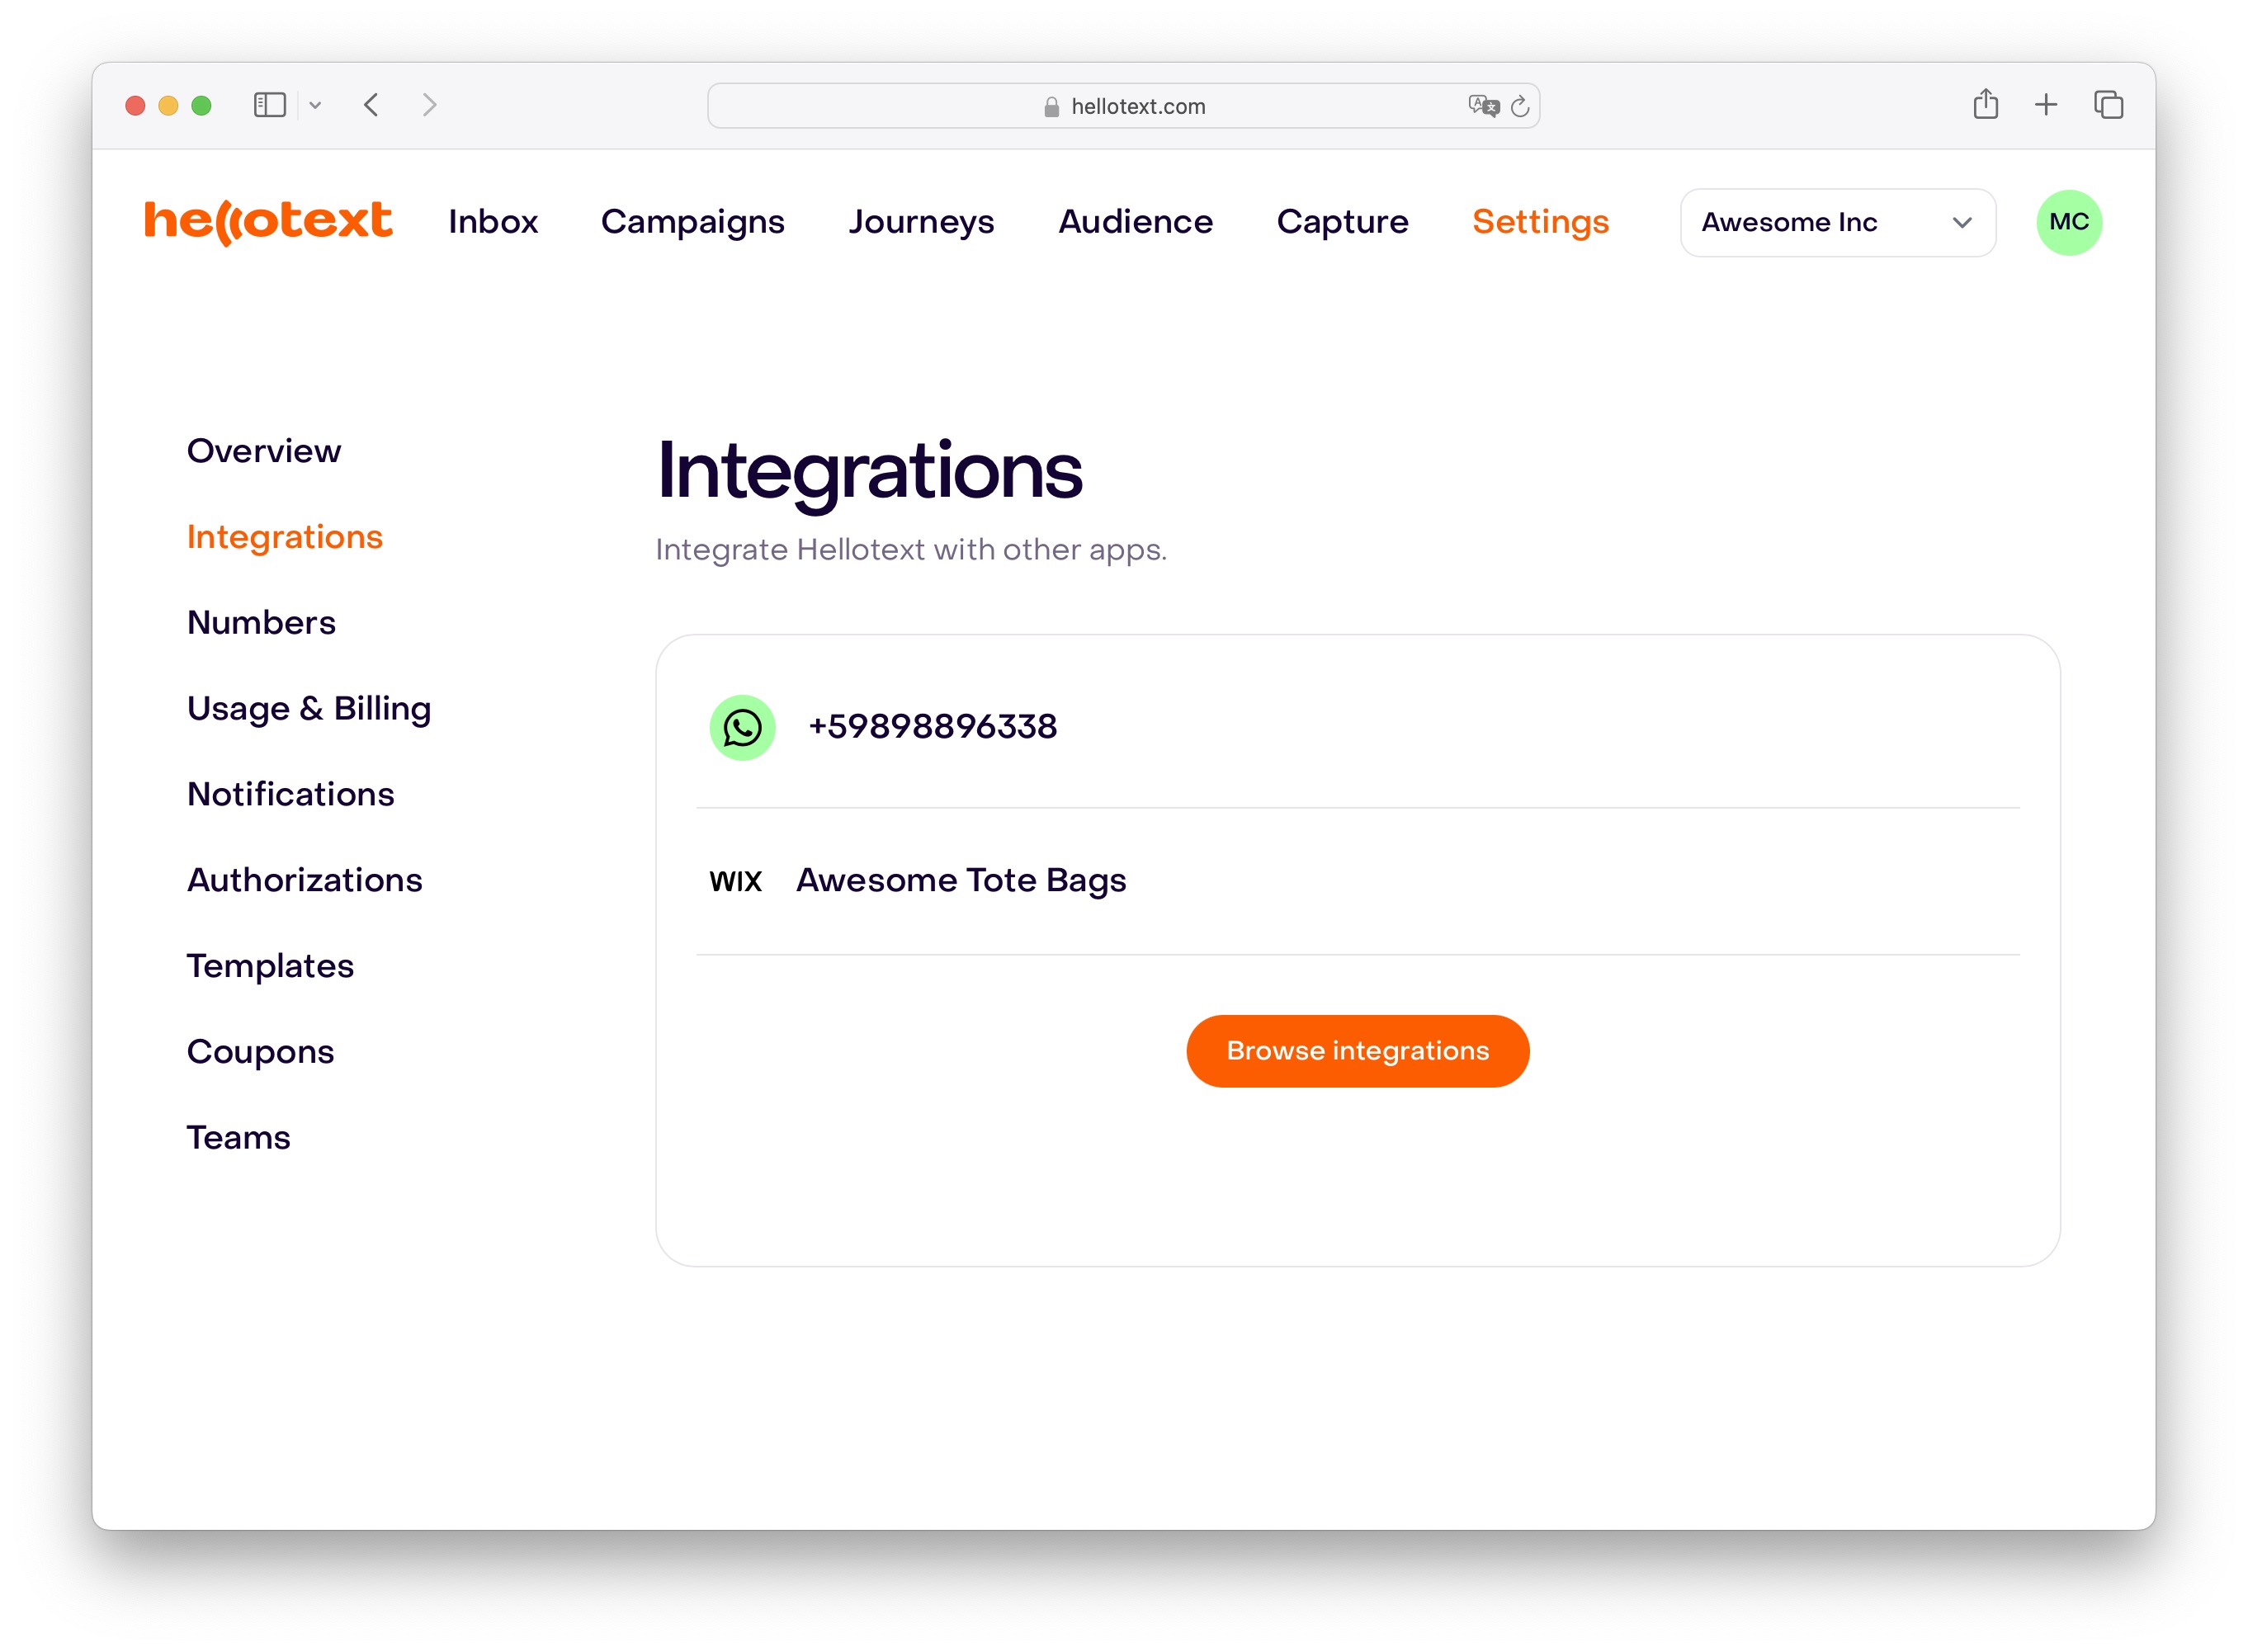 hellotext.com
hellotext Inbox Campaigns Journeys Audience Capture Settings Awesome Inc MC
Overview
Integrations
Numbers
Usage & Billing
Notifications
Authorizations
Templates
Coupons
Teams
Integrations
Integrate Hellotext with other apps.
+59898896338
WIX Awesome Tote Bags
Browse integrations